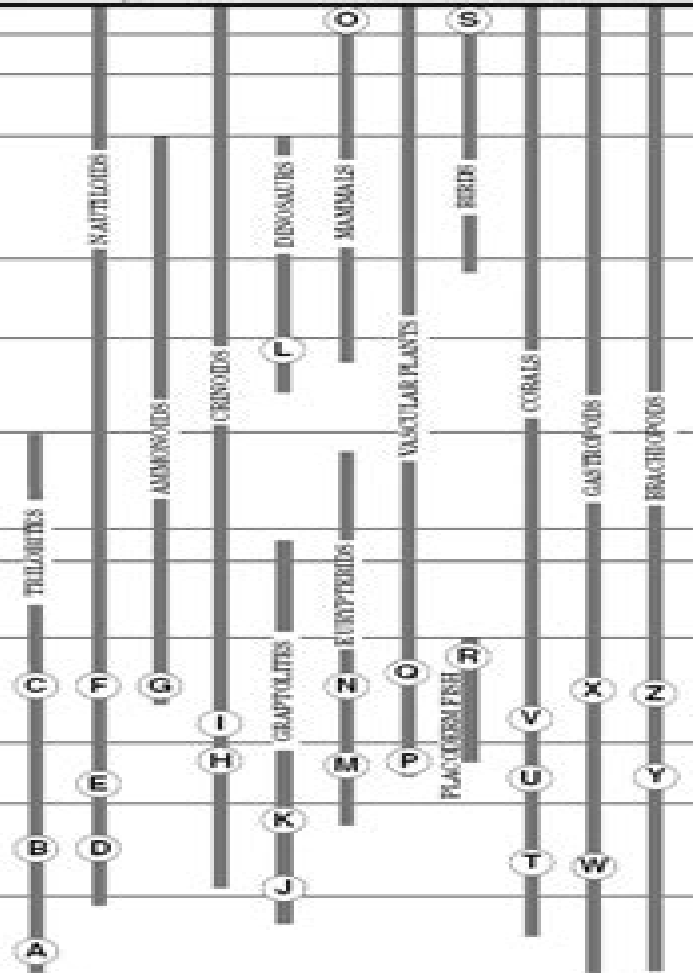 O
S
NAUTILOIDS
DINOSAURS
MAMMALS
BIRDS
L
CRINOIDS
VASCULAR PLANTS
CORALS
AMMONOIDS
GASTROPODS
BRACHIOPODS
TRILOBITES
EURYPTERIDS
GRAPTOLITES
PLACODERM FISH
R
Q
C
F
G
N
X
Z
I
V
H
M
P
E
U
Y
K
B
D
T
W
J
A